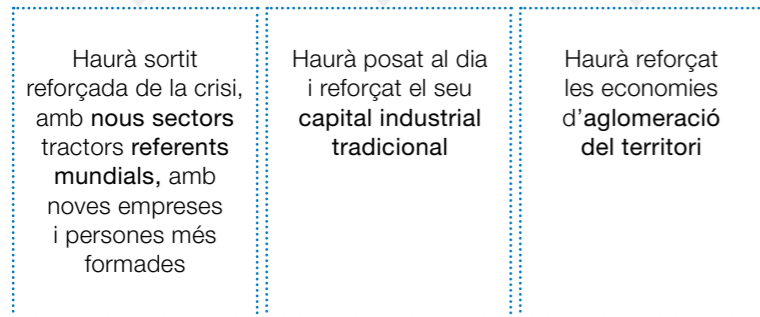 Haurà sortit
reforçada de la crisi,
amb nous sectors
tractors referents
mundials, amb
noves empreses
i persones més
formades
Haurà posat al dia
i reforçat el seu
capital industrial
tradicional
Haurà reforçat
les economies
d’aglomeració
del territori